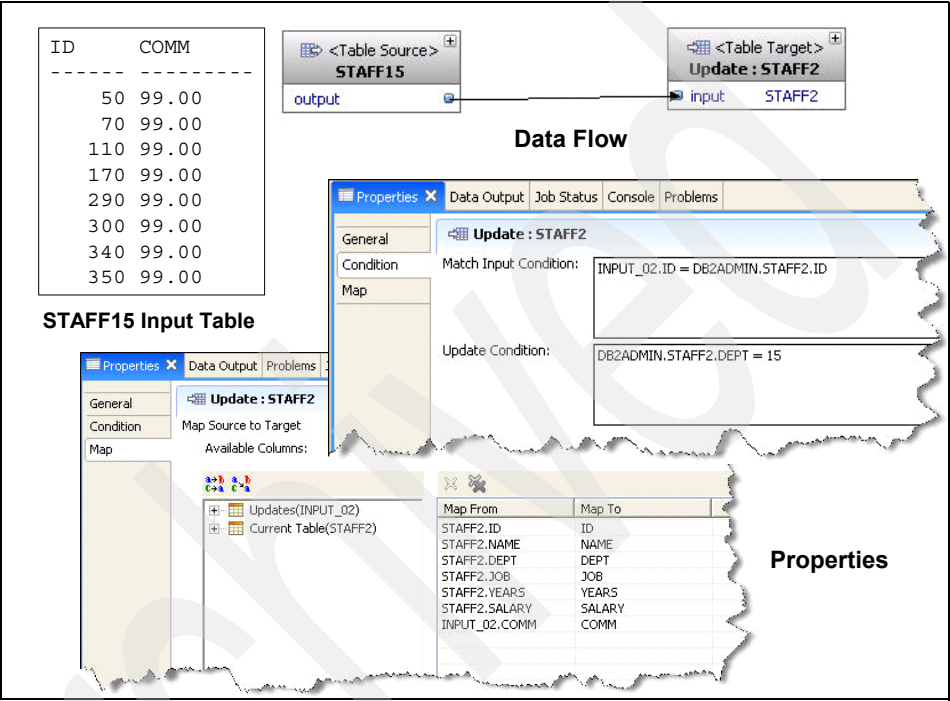 ID COMM
------ ---------
50 99.00
70 99.00
110 99.00
170 99.00
290 99.00
300 99.00
340 99.00
350 99.00
STAFF15 Input Table
<Table Source>
STAFF15
output
<Table Target>
Update : STAFF2
input STAFF2
Data Flow
Properties Data Output Job Status Console Problems
General
Condition
Map
Update : STAFF2
Match Input Condition:
INPUT_02.ID = DB2ADMIN.STAFF2.ID
Update Condition:
DB2ADMIN.STAFF2.DEPT = 15
Properties Data Output Problems
General
Condition
Map
Update : STAFF2
Map Source to Target
Available Columns:
a→b a b
c→a c a
Updates(INPUT_02)
Current Table(STAFF2)
Map From Map To
STAFF2.ID ID
STAFF2.NAME NAME
STAFF2.DEPT DEPT
STAFF2.JOB JOB
STAFF2.YEARS YEARS
STAFF2.SALARY SALARY
INPUT_02.COMM COMM
Properties